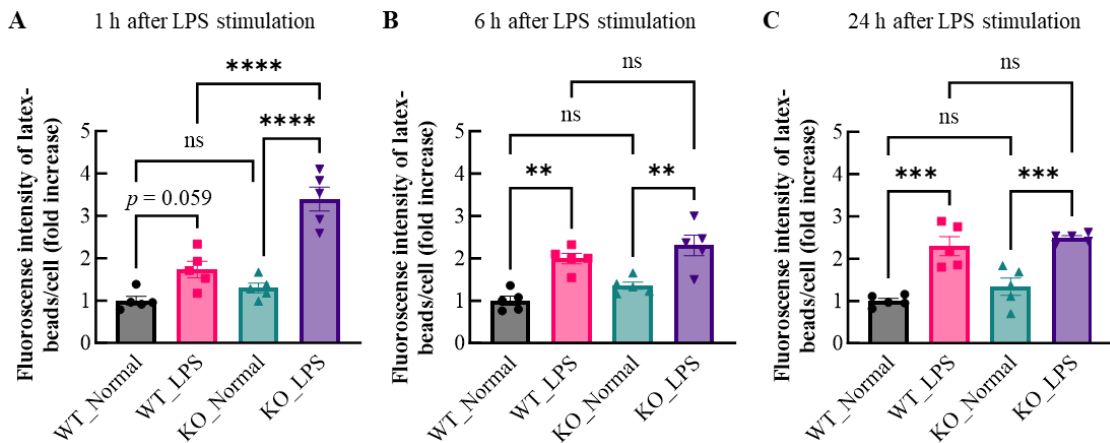 A 1 h after LPS stimulation
Fluroscense intensity of latex-
beads/cell (fold increase)
5
4
3
2
1
0
****
ns
****
p = 0.059
WT_Normal
WT_LPS
KO_Normal
KO_LPS
B 6 h after LPS stimulation
Fluroscense intensity of latex-
beads/cell (fold increase)
5
4
3
2
1
0
ns
ns
**
**
WT_Normal
WT_LPS
KO_Normal
KO_LPS
C 24 h after LPS stimulation
Fluroscense intensity of latex-
beads/cell (fold increase)
5
4
3
2
1
0
ns
ns
***
***
WT_Normal
WT_LPS
KO_Normal
KO_LPS